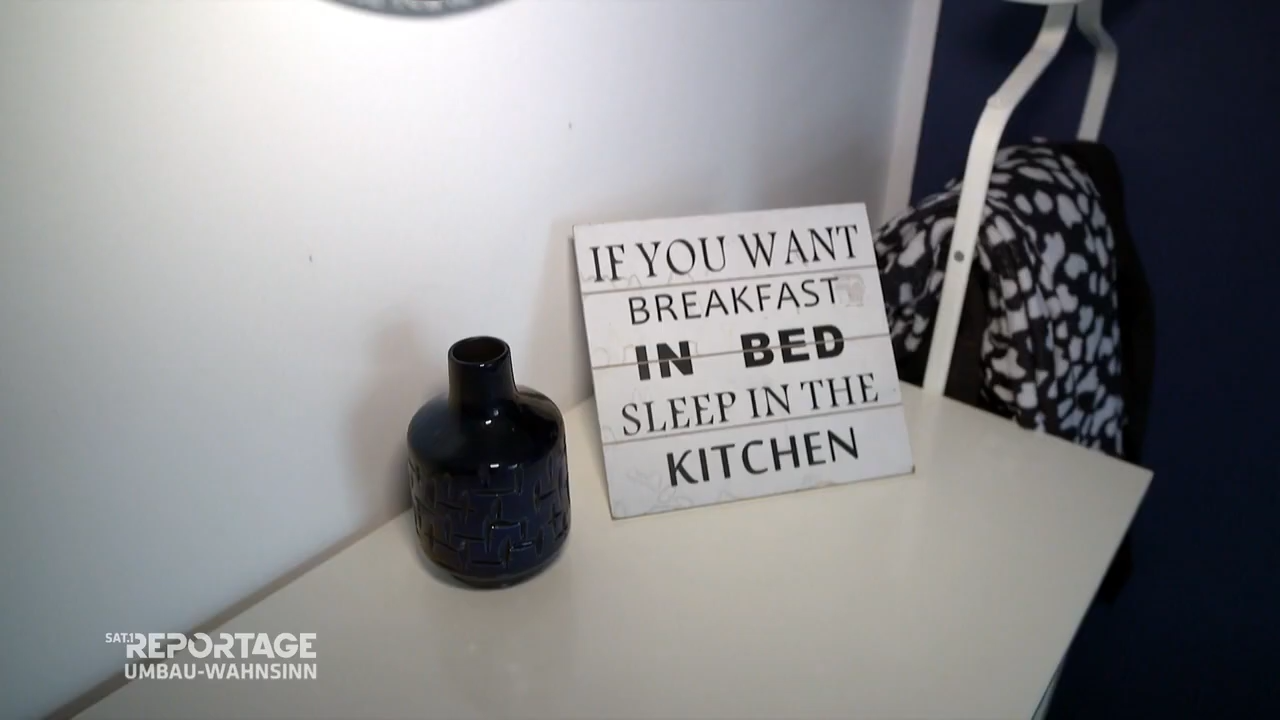 IF YOU WANT
BREAKFAST
IN BED
SLEEP IN THE
KITCHEN
SAT.1 REPORTAGE
UMBAU-WAHNSINN